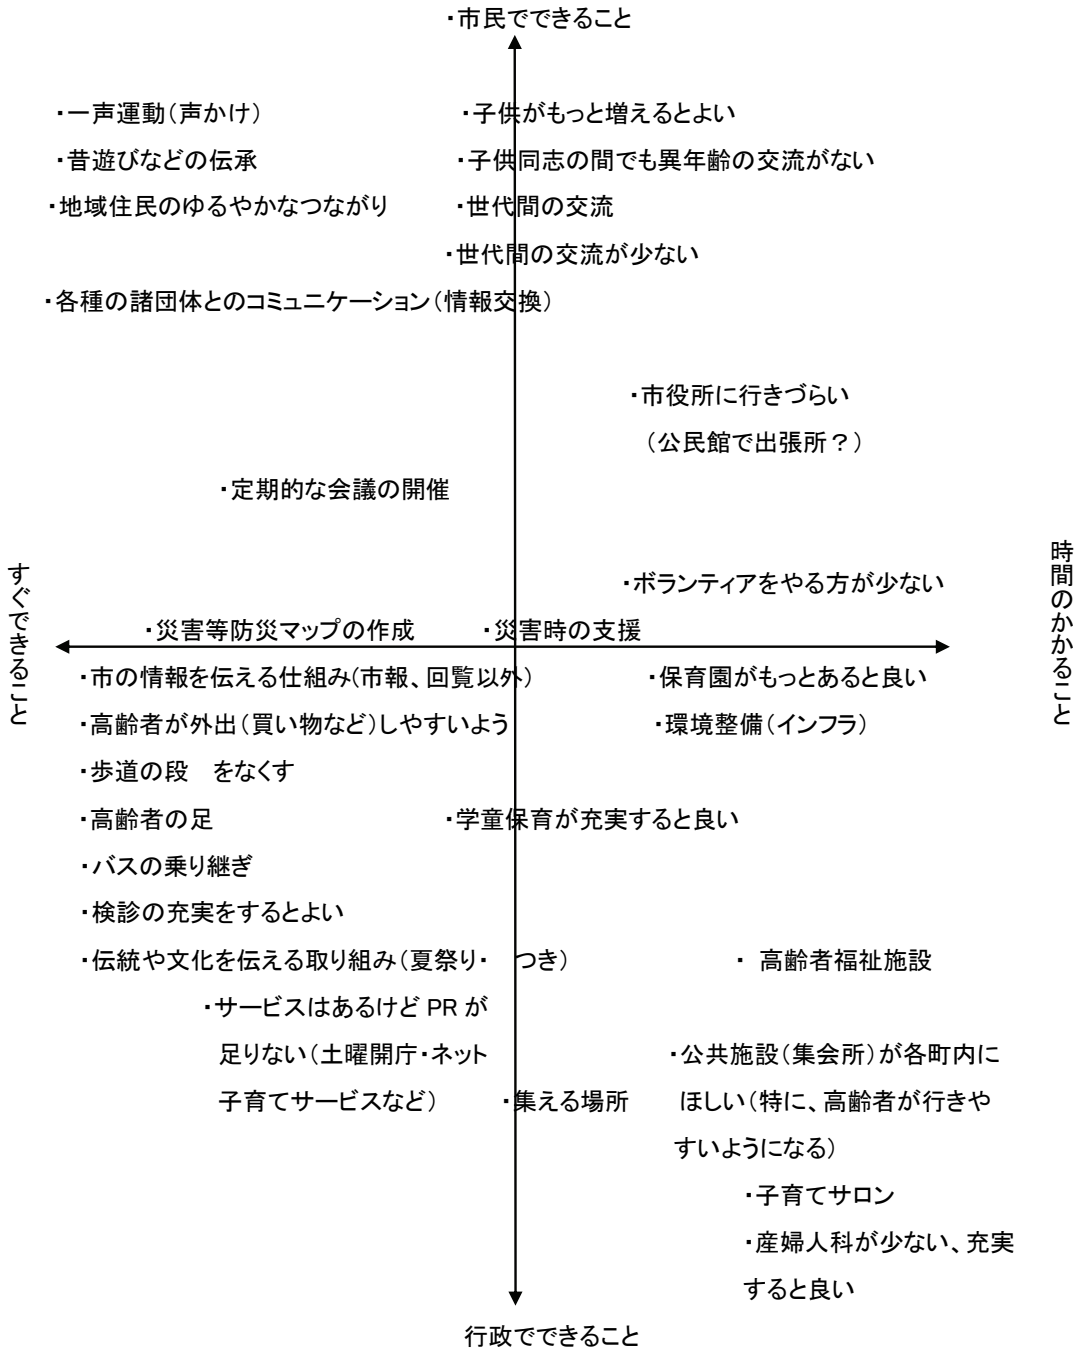 ・市民でできること
・一声運動(声かけ)
・子供がもっと増えるとよい
・昔遊びなどの伝承
・子供同志の間でも異年齢の交流がない
・地域住民のゆるやかなつながり
・世代間の交流
・世代間の交流が少ない
・各種の諸団体とのコミュニケーション(情報交換)
・市役所に行きづらい
(公民館で出張所?)
・定期的な会議の開催
すぐできること
時間のかかること
・ボランティアをやる方が少ない
・災害等防災マップの作成
・災害時の支援
・市の情報を伝える仕組み(市報、回覧以外)
・保育園がもっとあると良い
・高齢者が外出(買い物など)しやすいよう
・環境整備(インフラ)
・歩道の段　をなくす
・高齢者の足
・学童保育が充実すると良い
・バスの乗り継ぎ
・検診の充実をするとよい
・伝統や文化を伝える取り組み(夏祭り・　つき)
・ 高齢者福祉施設
・サービスはあるけど PR が
足りない(土曜開庁・ネット
子育てサービスなど)
・集える場所
・公共施設(集会所)が各町内に
ほしい(特に、高齢者が行きや
すいようになる)
・子育てサロン
・産婦人科が少ない、充実
すると良い
行政でできること